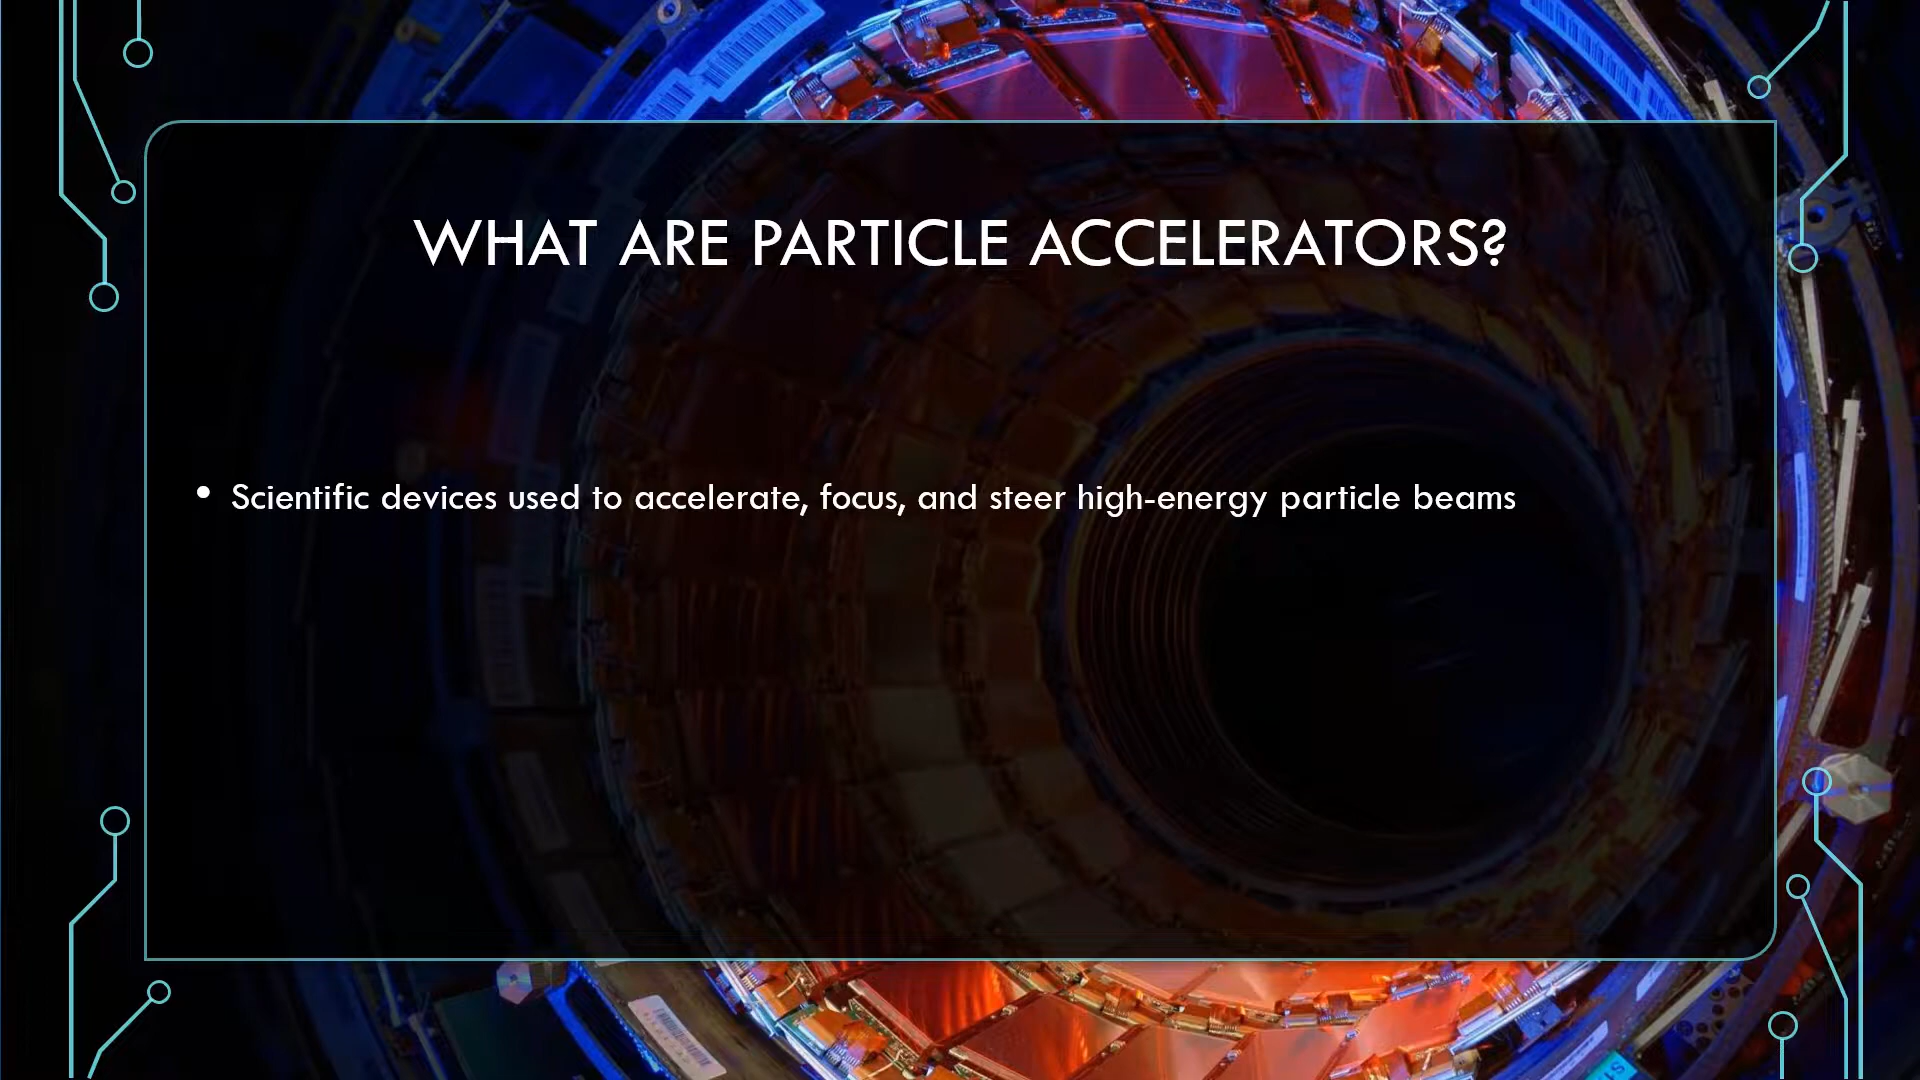 WHAT ARE PARTICLE ACCELERATORS?
• Scientific devices used to accelerate, focus, and steer high-energy particle beams